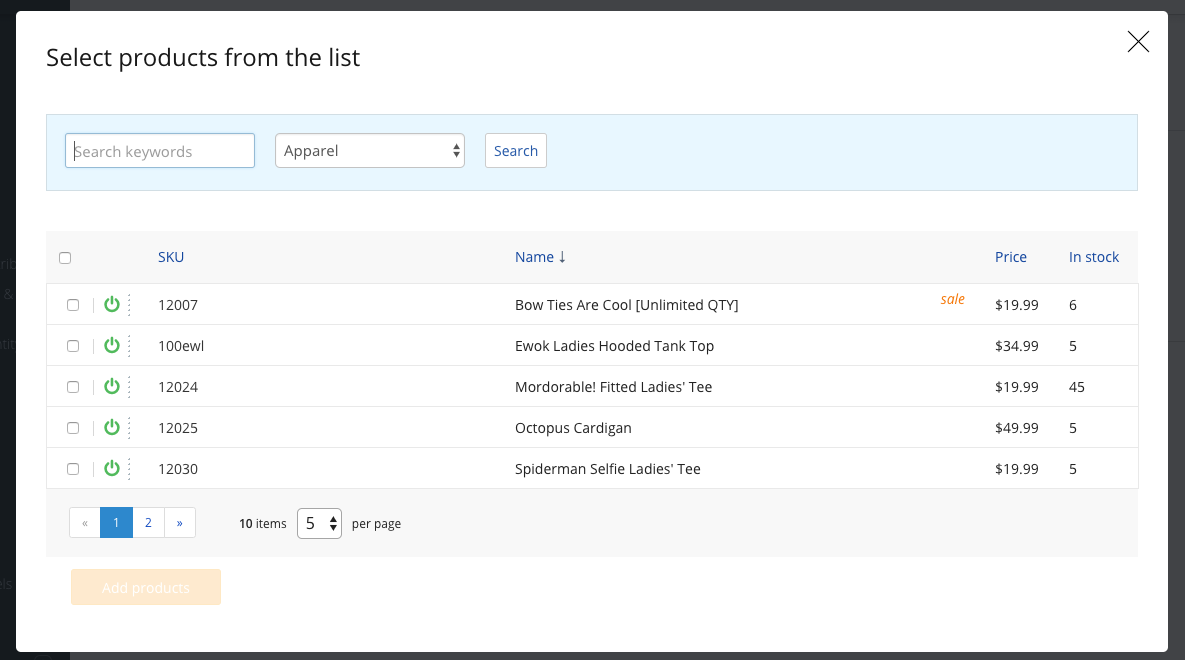 Select products from the list
Search keywords Apparel Search
SKU Name ↓ Price In stock
12007 Bow Ties Are Cool [Unlimited QTY] sale $19.99 6
100ewl Ewok Ladies Hooded Tank Top $34.99 5
12024 Mordorable! Fitted Ladies' Tee $19.99 45
12025 Octopus Cardigan $49.99 5
12030 Spiderman Selfie Ladies' Tee $19.99 5
« 1 2 » 10 items 5 per page
Add products